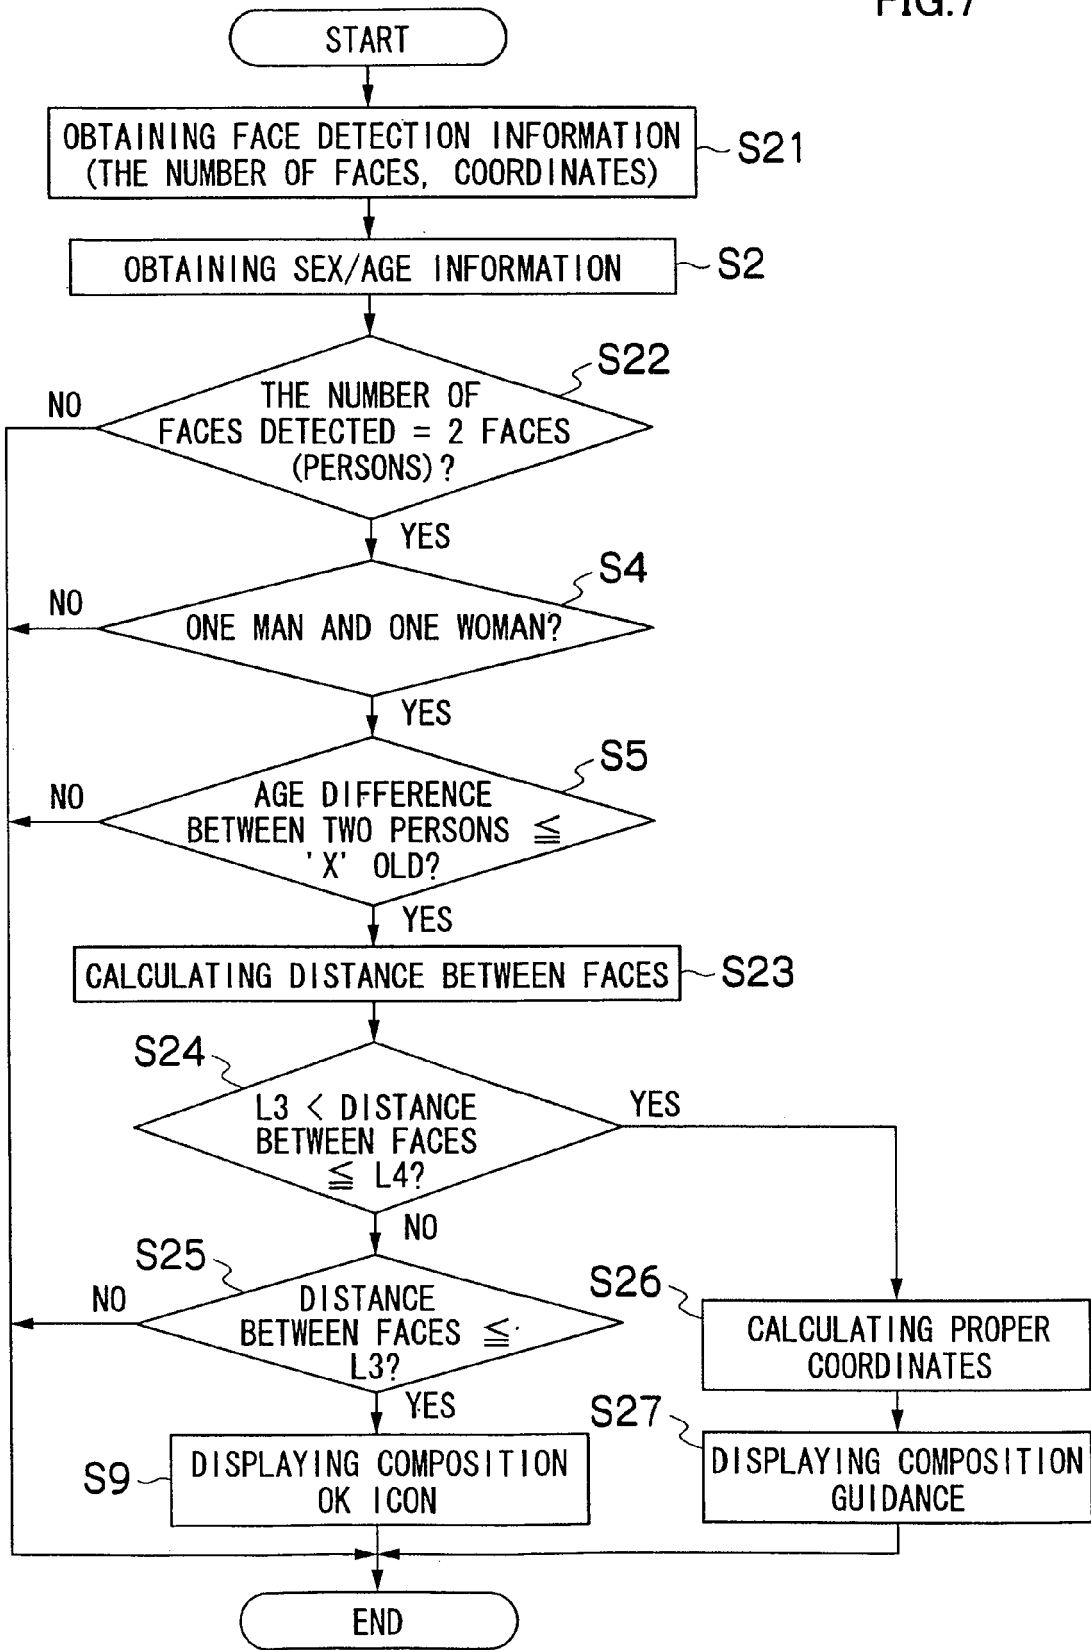 FIG.7
START
OBTAINING FACE DETECTION INFORMATION
(THE NUMBER OF FACES, COORDINATES)
S21
OBTAINING SEX/AGE INFORMATION
S2
S22
THE NUMBER OF
FACES DETECTED = 2 FACES
(PERSONS)?
NO
YES
S4
ONE MAN AND ONE WOMAN?
NO
YES
S5
AGE DIFFERENCE
BETWEEN TWO PERSONS ≦
'X' OLD?
NO
YES
CALCULATING DISTANCE BETWEEN FACES
S23
S24
L3 < DISTANCE
BETWEEN FACES
≦ L4?
YES
NO
S25
DISTANCE
BETWEEN FACES ≦
L3?
NO
YES
S26
CALCULATING PROPER
COORDINATES
S27
DISPLAYING COMPOSITION
GUIDANCE
S9
DISPLAYING COMPOSITION
OK ICON
END